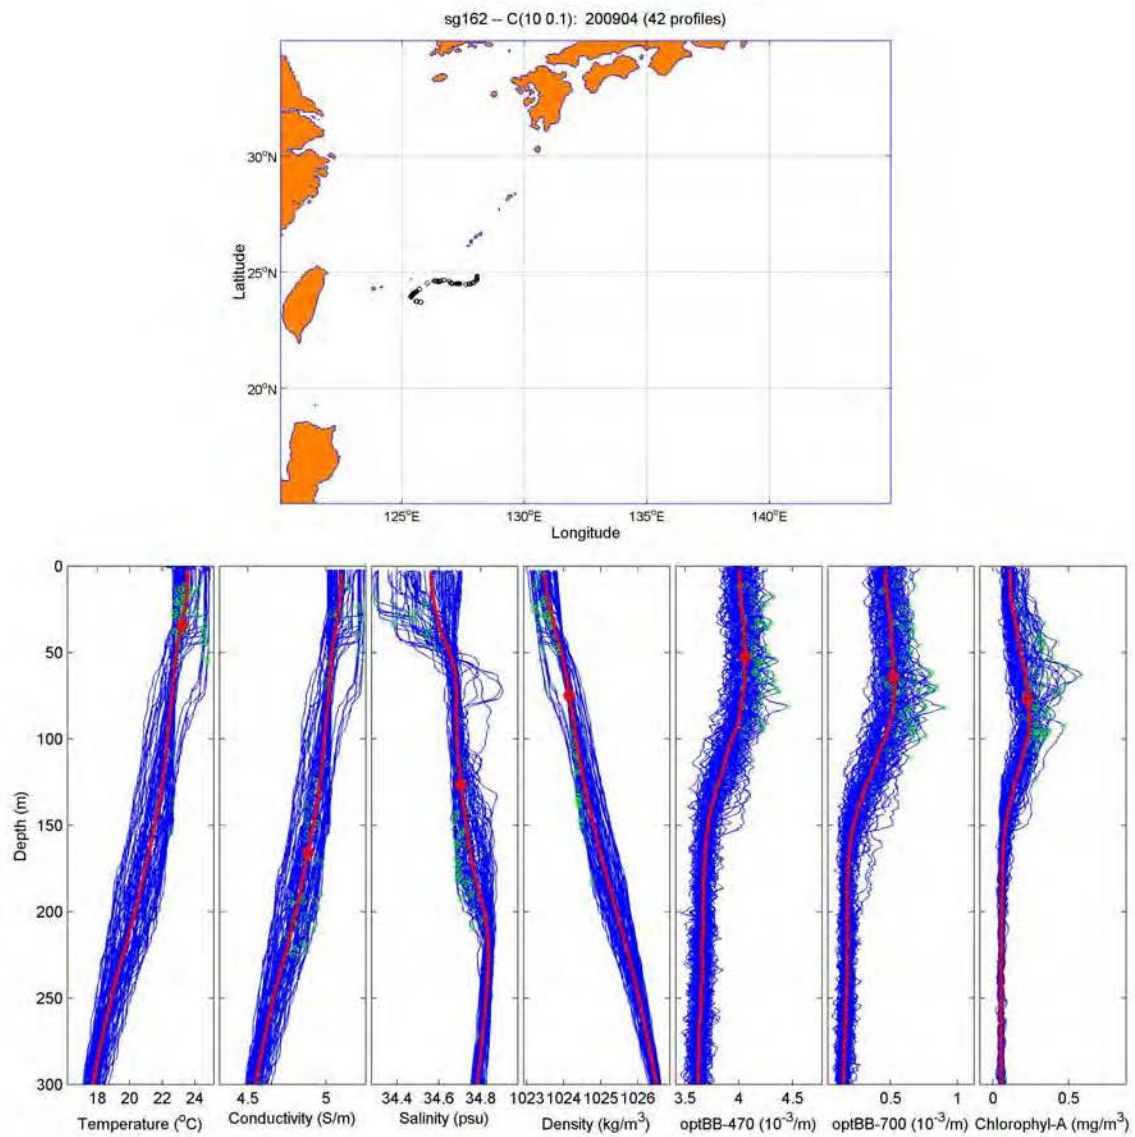 sg162 -- C(10 0.1): 200904 (42 profiles)
30°N
25°N
20°N
Latitude
125°E 130°E 135°E 140°E
Longitude
0
50
100
150
200
250
300
Depth (m)
18 20 22 24
4.5 5
34.4 34.6 34.8
1023 1024 1025 1026
3.5 4 4.5
0.5 1
0 0.5
Temperature (°C)
Conductivity (S/m)
Salinity (psu)
Density (kg/m³)
optBB-470 (10⁻³/m)
optBB-700 (10⁻³/m)
Chlorophyl-A (mg/m³)